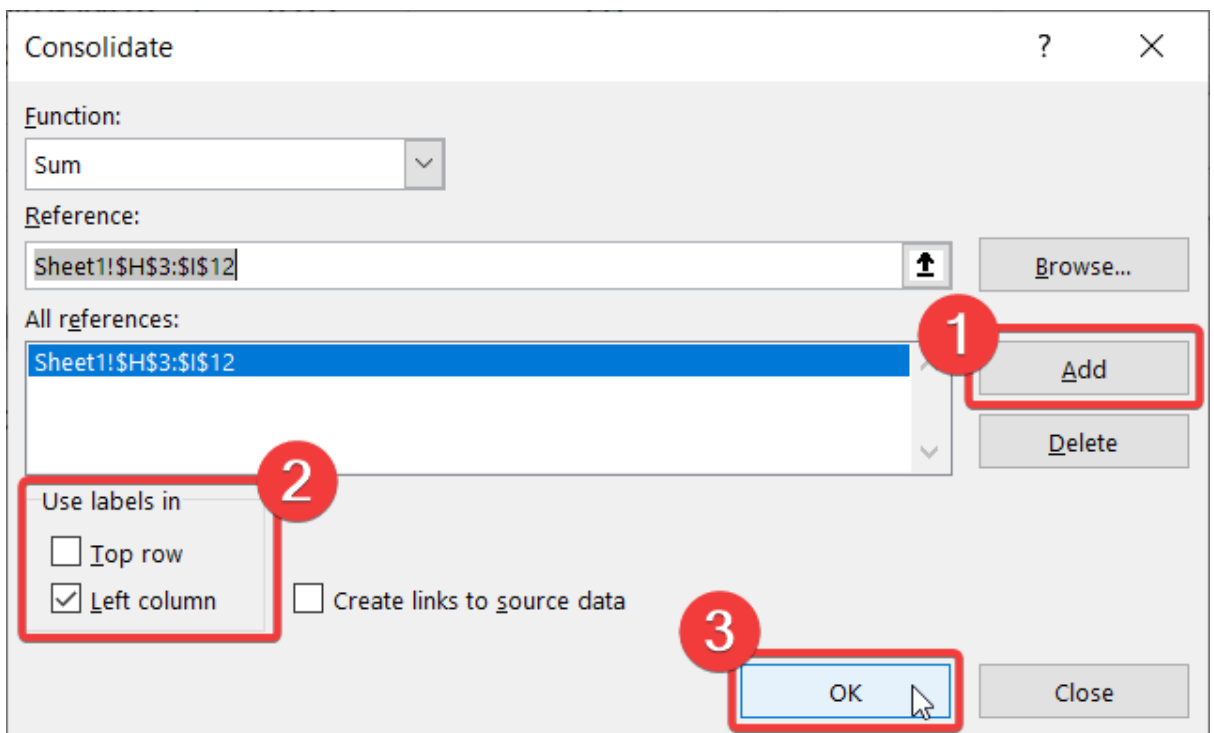 Consolidate
?
Function:
Sum
Reference:
Sheet1!$H$3:$I$12
Browse...
All references:
1
Sheet1!$H$3:$I$12
Add
Delete
2
Use labels in
Top row
Left column
Create links to source data
3
OK
Close